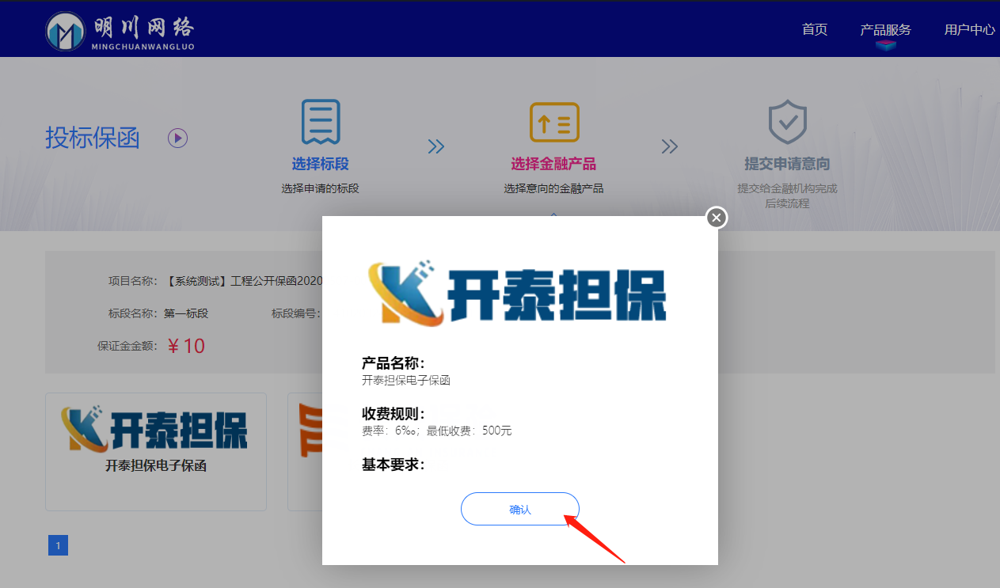 明川网络
MINGCHUANWANGLUO
首页 产品服务 用户中心
投标保函
选择标段
选择申请的标段
选择金融产品
选择意向的金融产品
提交申请意向
提交给金融机构完成
后续流程
项目名称：【系统测试】工程公开保函2020
标段名称：第一标段 标段编号：
保证金金额：￥10
开泰担保
开泰担保电子保函
1
开泰担保
产品名称：
开泰担保电子保函
收费规则：
费率：6‰；最低收费：500元
基本要求：
确认